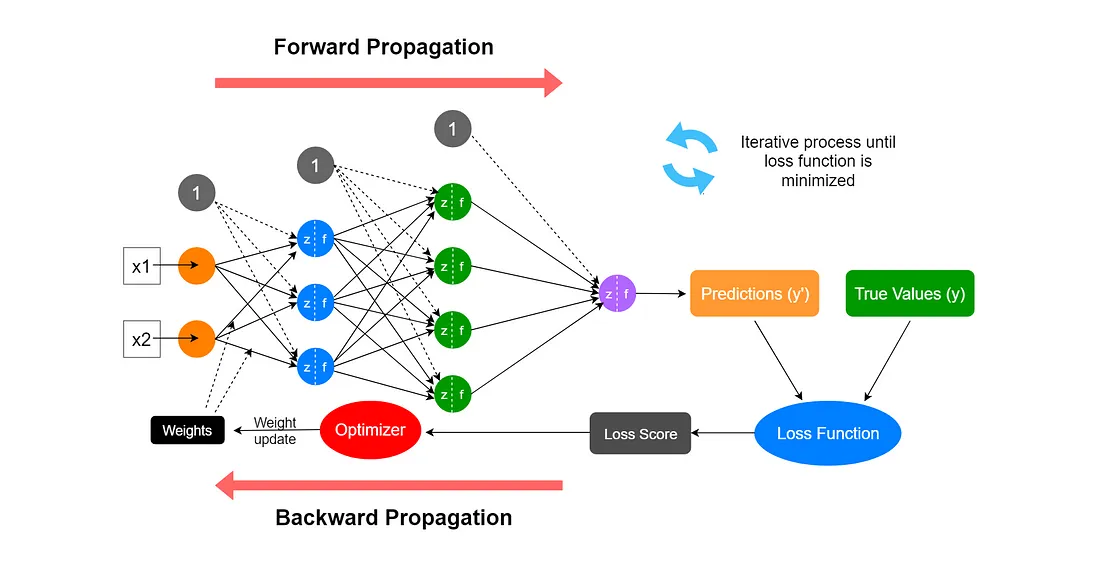 Forward Propagation
1
1
1
Iterative process until
loss function is
minimized
z f
z f
z f
z f
z f
z f
z f
z f
x1
x2
Predictions (y')
True Values (y)
Weights
Weight
update
Optimizer
Loss Score
Loss Function
Backward Propagation